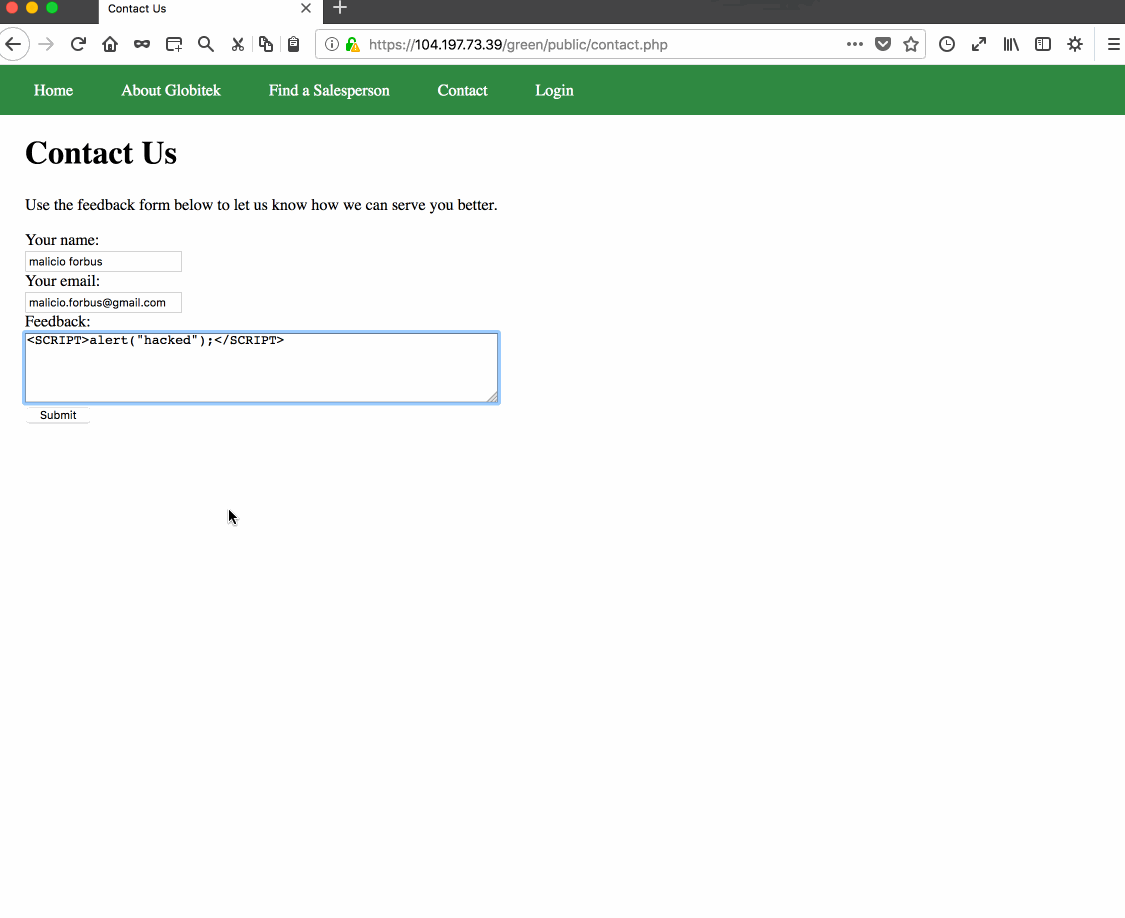 Contact Us
https://104.197.73.39/green/public/contact.php
Home About Globitek Find a Salesperson Contact Login
Contact Us
Use the feedback form below to let us know how we can serve you better.
Your name:
malicio forbus
Your email:
malicio.forbus@gmail.com
Feedback:
<SCRIPT>alert("hacked");</SCRIPT>
Submit